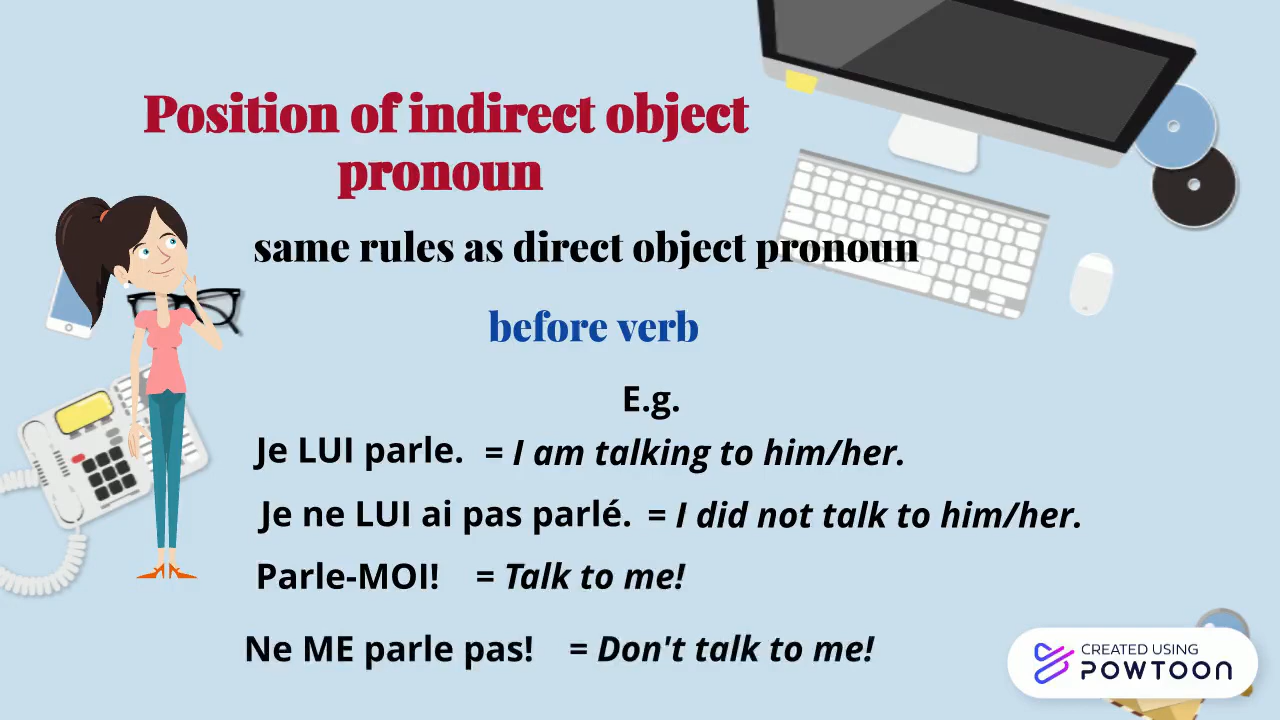 Position of indirect object
pronoun
same rules as direct object pronoun
before verb
E.g.
Je LUI parle. = I am talking to him/her.
Je ne LUI ai pas parlé. = I did not talk to him/her.
Parle-MOI! = Talk to me!
Ne ME parle pas! = Don't talk to me!
CREATED USING
POWTOON